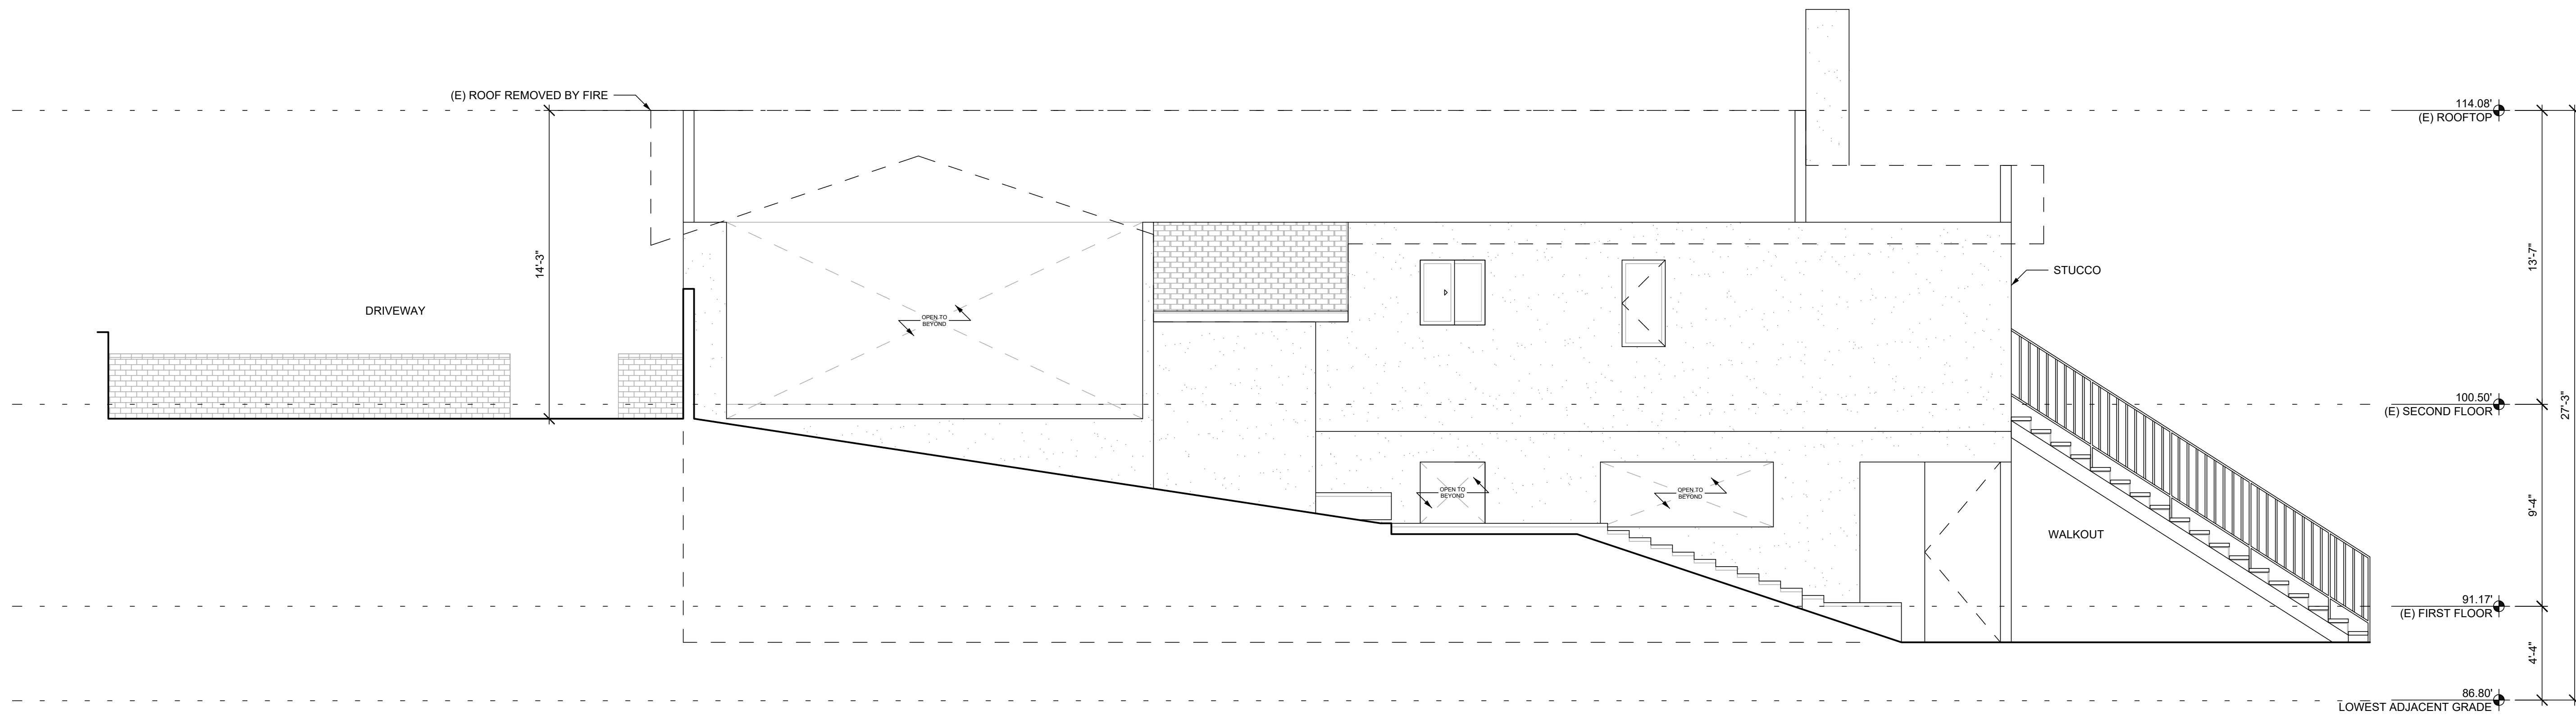 (E) ROOF REMOVED BY FIRE
114.08'
(E) ROOFTOP
14'-3"
13'-7"
STUCCO
DRIVEWAY
OPEN TO
BEYOND
100.50'
(E) SECOND FLOOR
27'-3"
OPEN TO
BEYOND
OPEN TO
BEYOND
9'-4"
WALKOUT
91.17'
(E) FIRST FLOOR
4'-4"
86.80'
LOWEST ADJACENT GRADE